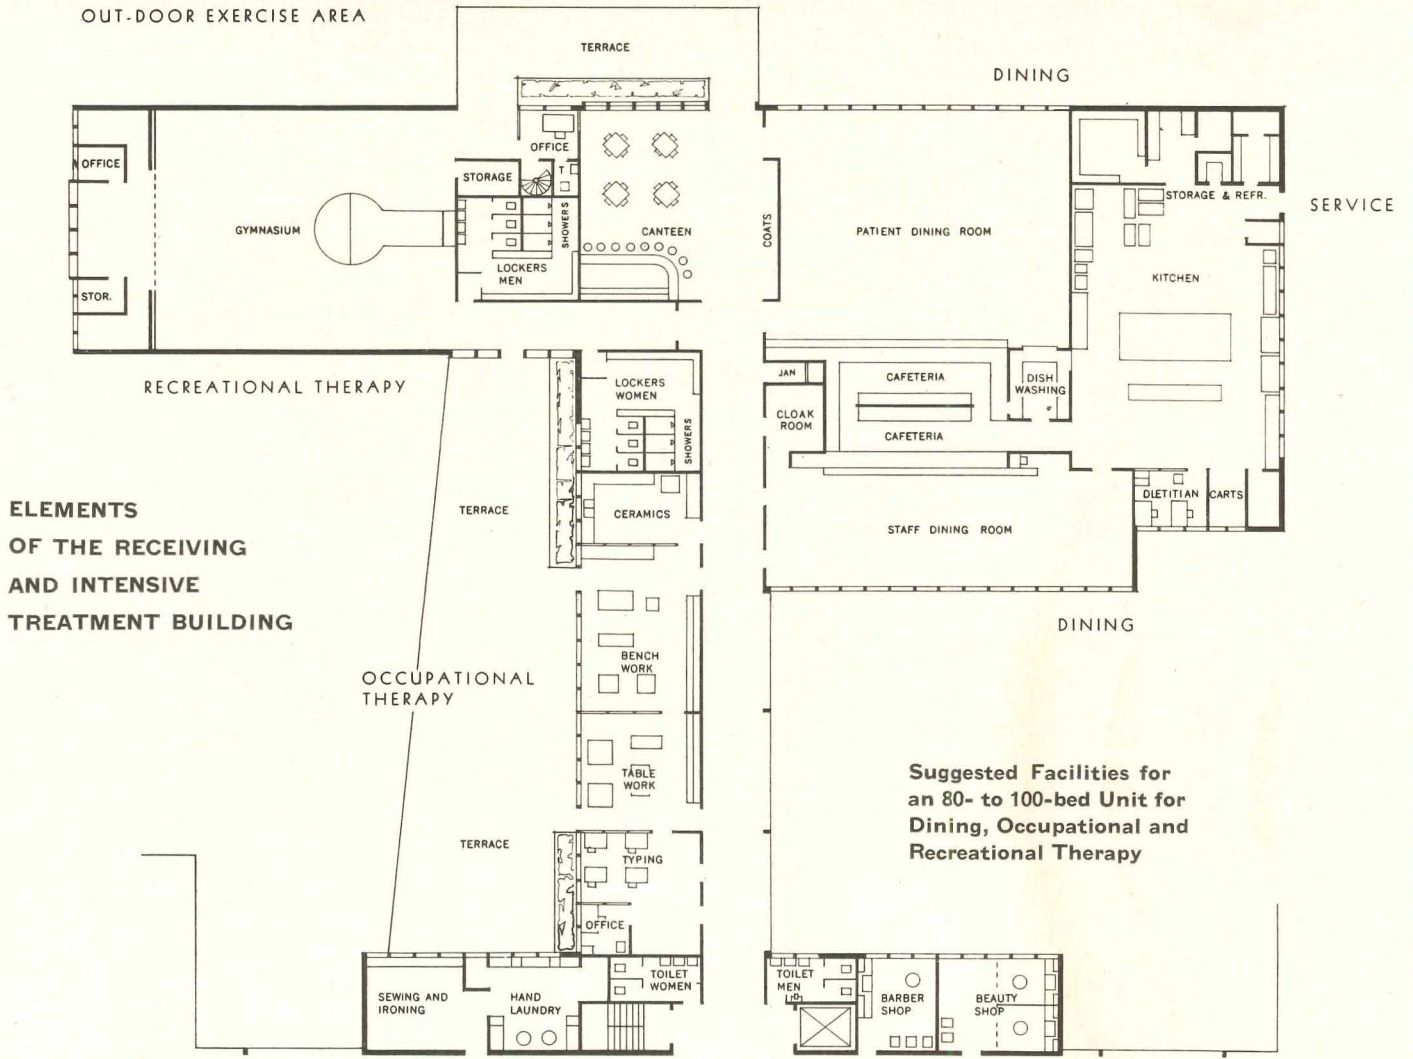 OUT-DOOR EXERCISE AREA
TERRACE
DINING
OFFICE
OFFICE
STORAGE
T
STORAGE & REFR.
SERVICE
GYMNASIUM
SHOWERS
CANTEEN
COATS
PATIENT DINING ROOM
LOCKERS
MEN
KITCHEN
STOR.
RECREATIONAL THERAPY
LOCKERS
WOMEN
SHOWERS
JAN
CLOAK
ROOM
CAFETERIA
CAFETERIA
DISH
WASHING
ELEMENTS
OF THE RECEIVING
AND INTENSIVE
TREATMENT BUILDING
TERRACE
CERAMICS
STAFF DINING ROOM
DIETITIAN
CARTS
DINING
OCCUPATIONAL
THERAPY
BENCH
WORK
TABLE
WORK
Suggested Facilities for
an 80- to 100-bed Unit for
Dining, Occupational and
Recreational Therapy
TERRACE
TYPING
OFFICE
SEWING AND
IRONING
HAND
LAUNDRY
TOILET
WOMEN
TOILET
MEN
BARBER
SHOP
BEAUTY
SHOP